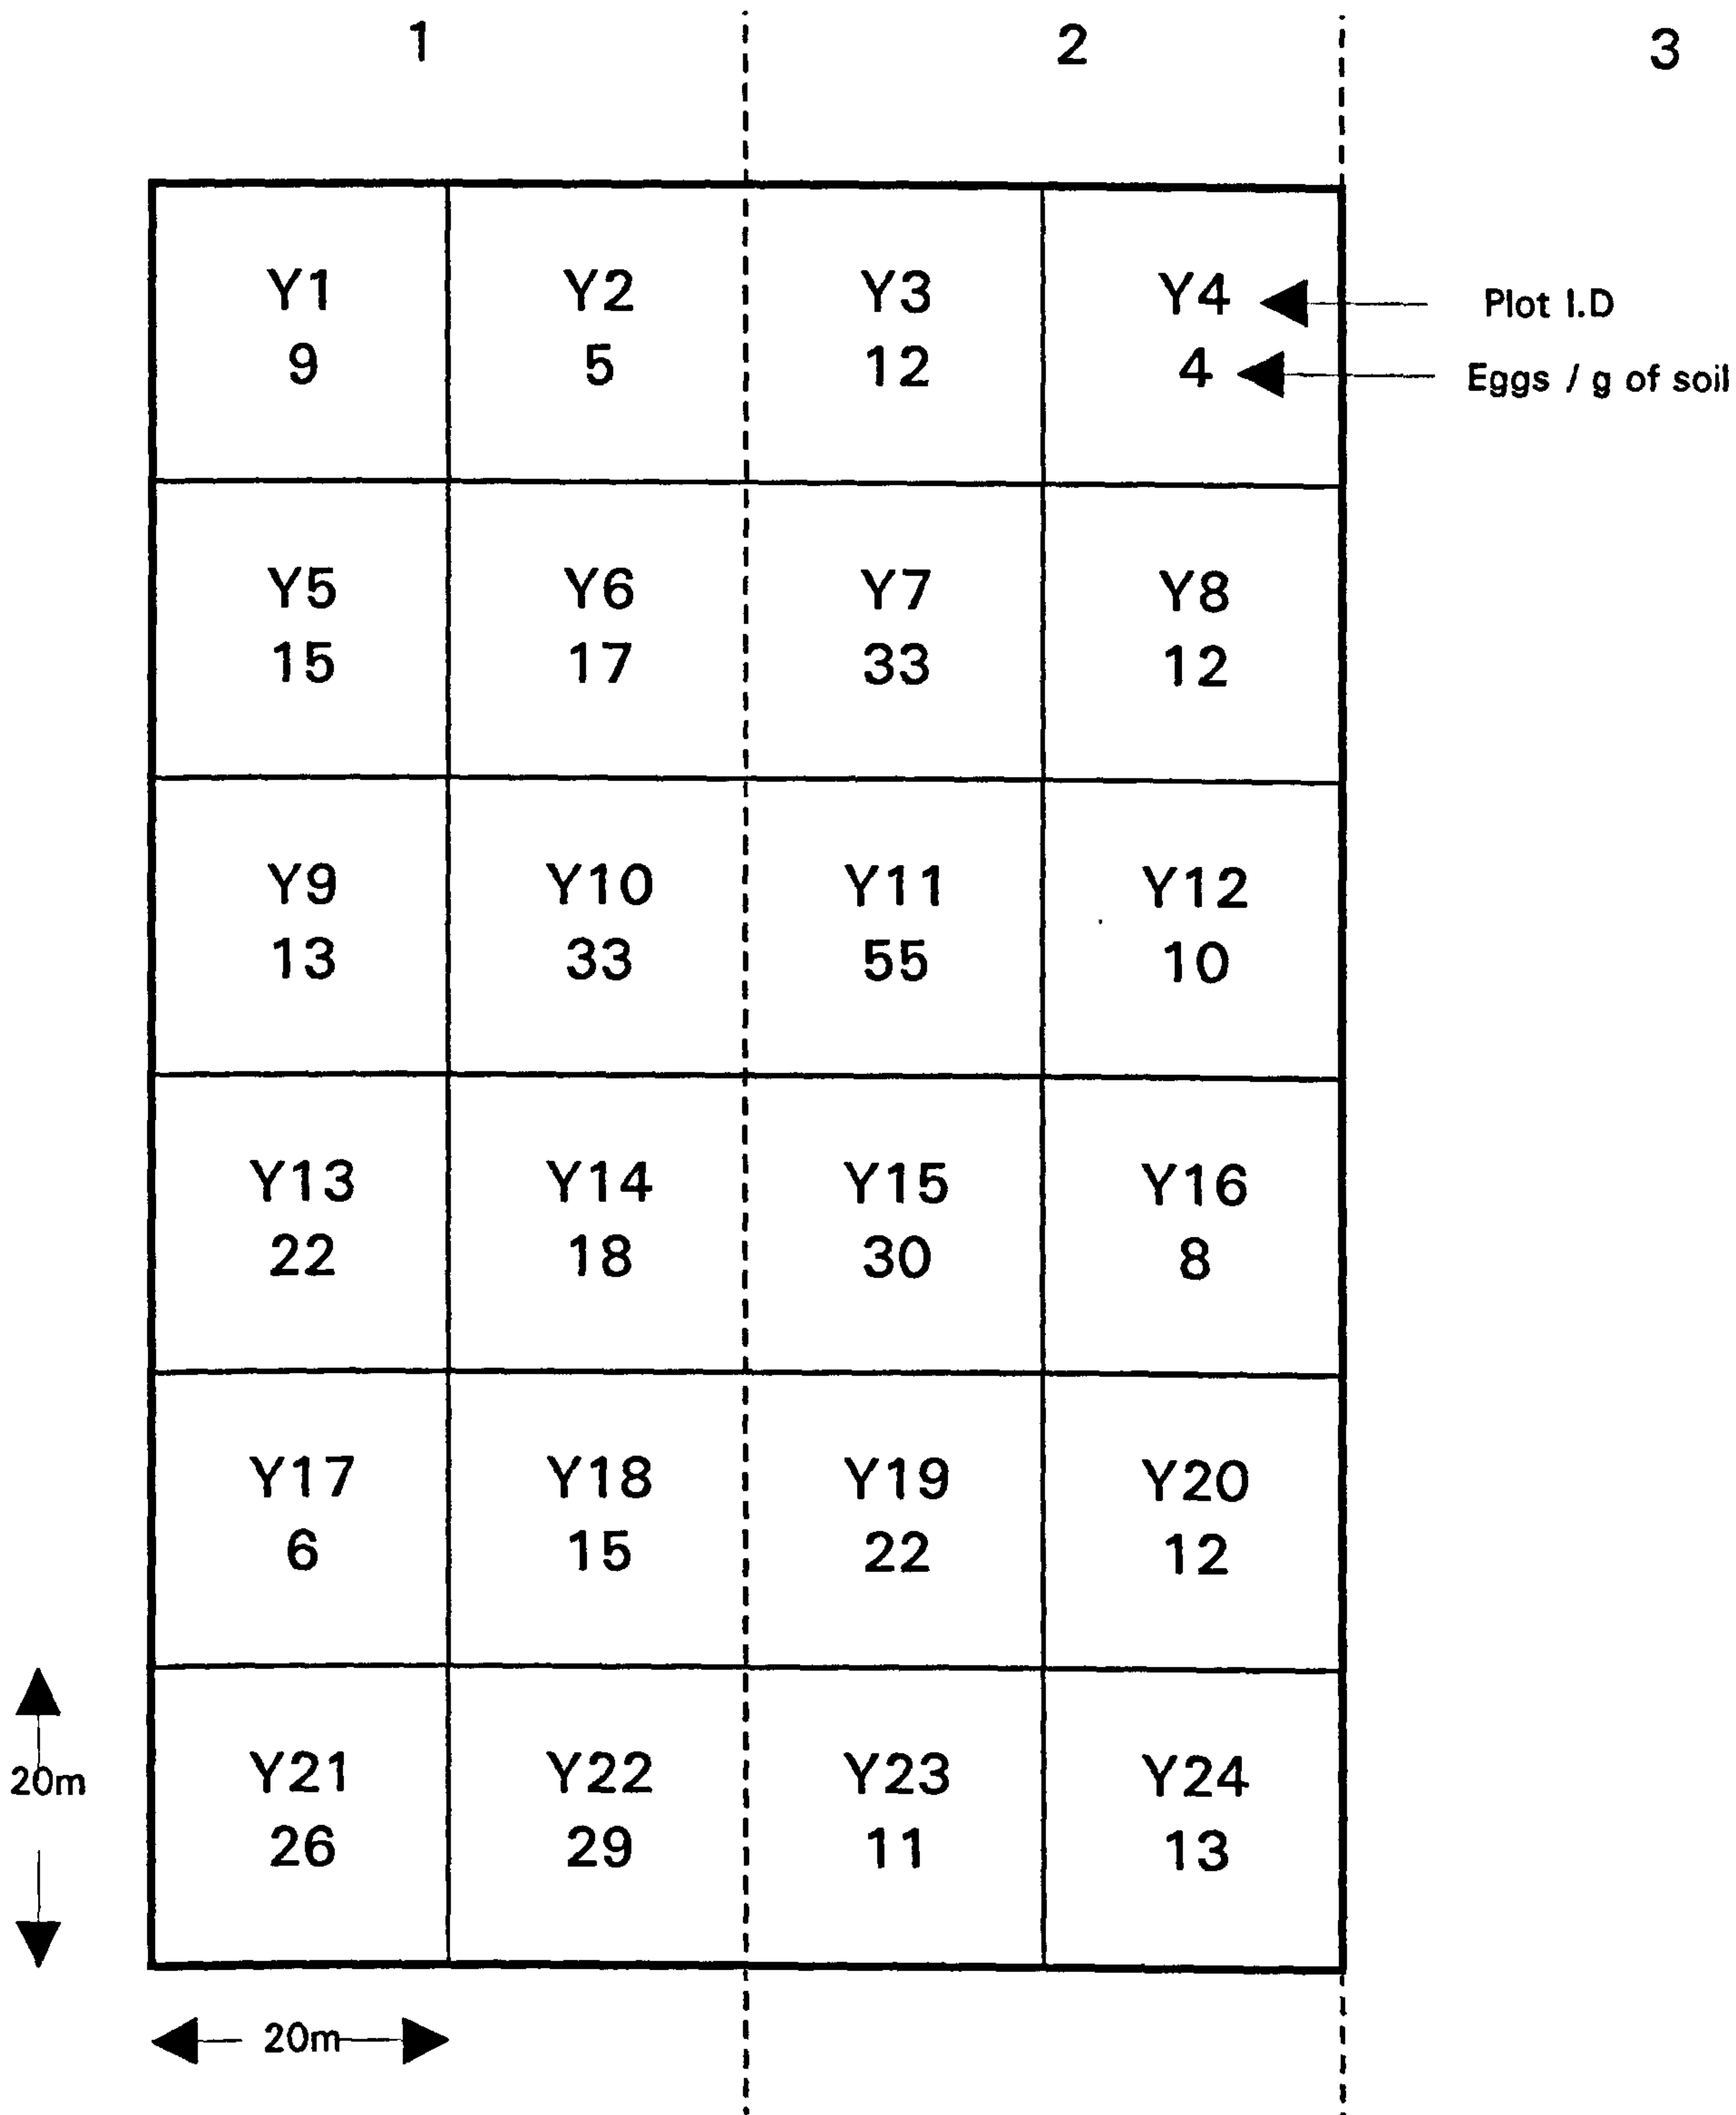 1 2 3
Y1 Y2 Y3 Y4 Plot I.D
9 5 12 4 Eggs / g of soil
Y5 Y6 Y7 Y8
15 17 33 12
Y9 Y10 Y11 Y12
13 33 55 10
Y13 Y14 Y15 Y16
22 18 30 8
Y17 Y18 Y19 Y20
6 15 22 12
Y21 Y22 Y23 Y24
20m
26 29 11 13
20m